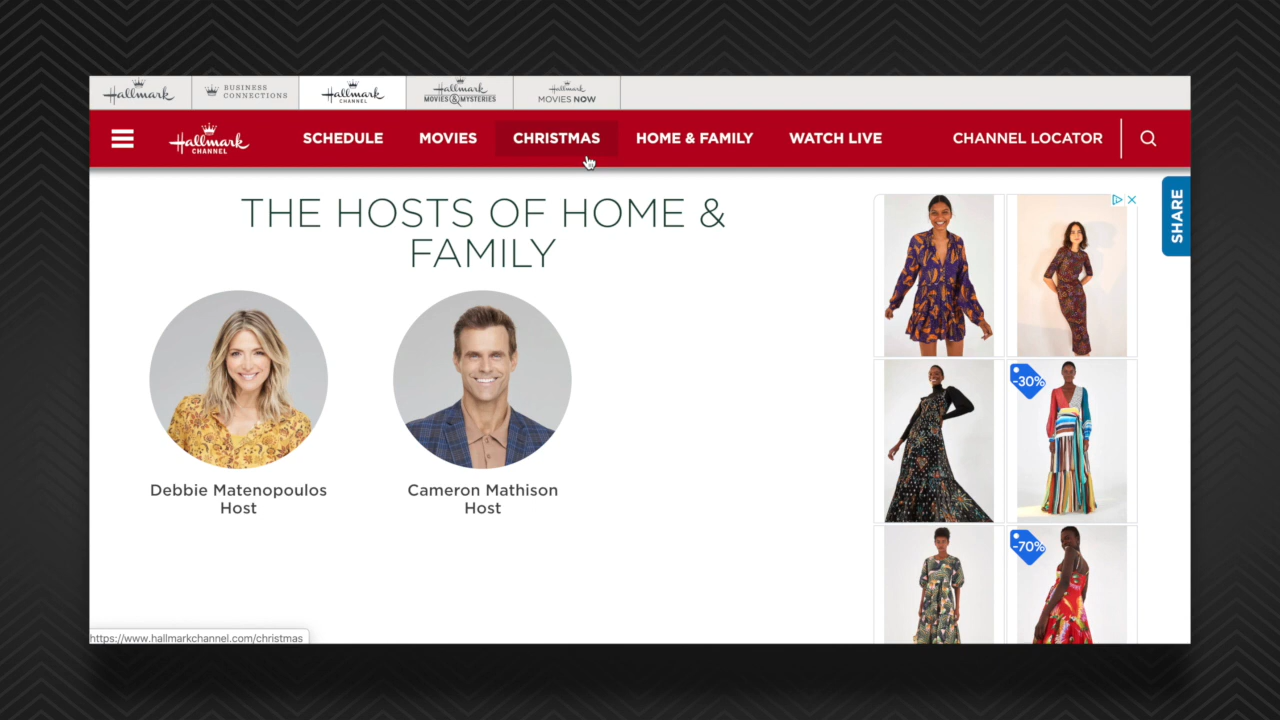 Hallmark
BUSINESS
CONNECTIONS
Hallmark
CHANNEL
Hallmark
MOVIES & MYSTERIES
Hallmark
MOVIES NOW
Hallmark
CHANNEL
SCHEDULE
MOVIES
CHRISTMAS
HOME & FAMILY
WATCH LIVE
CHANNEL LOCATOR
SHARE
THE HOSTS OF HOME &
FAMILY
-30%
-70%
Debbie Matenopoulos
Host
Cameron Mathison
Host
https://www.hallmarkchannel.com/christmas